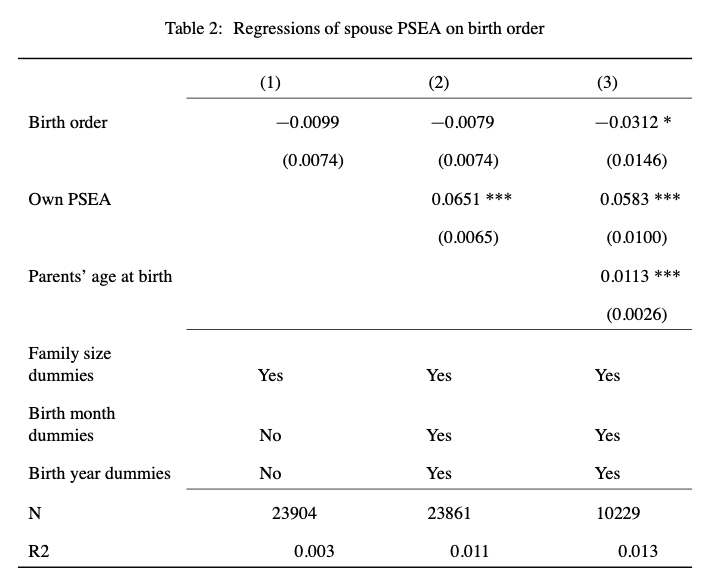 Table 2: Regressions of spouse PSEA on birth order
(1) (2) (3)
Birth order −0.0099 −0.0079 −0.0312 *
(0.0074) (0.0074) (0.0146)
Own PSEA 0.0651 *** 0.0583 ***
(0.0065) (0.0100)
Parents’ age at birth 0.0113 ***
(0.0026)
Family size
dummies Yes Yes Yes
Birth month
dummies No Yes Yes
Birth year dummies No Yes Yes
N 23904 23861 10229
R2 0.003 0.011 0.013